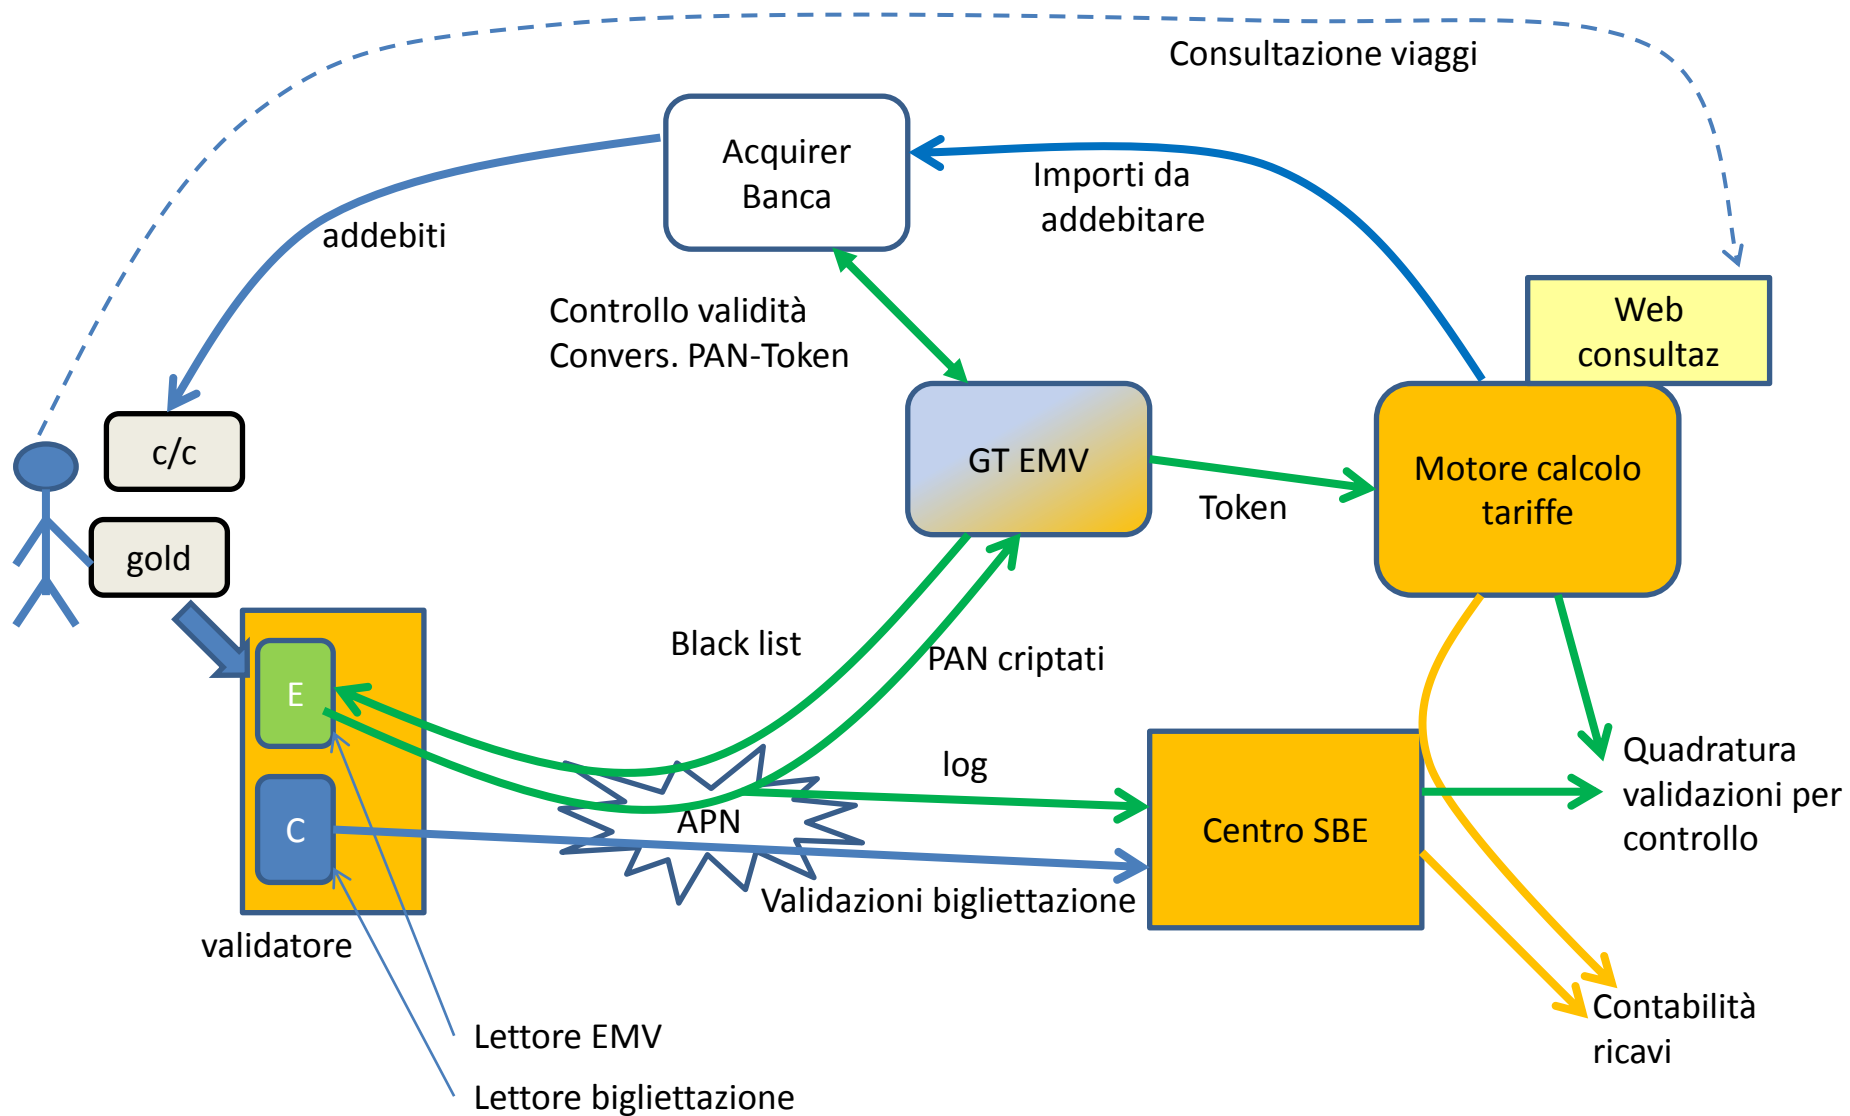 Consultazione viaggi
Acquirer
Banca
Importi da
addebitare
addebiti
Controllo validità
Convers. PAN-Token
Web
consultaz
c/c
GT EMV
Motore calcolo
tariffe
Token
gold
Black list
PAN criptati
E
log
Quadratura
validazioni per
controllo
C
APN
Centro SBE
Validazioni bigliettazione
validatore
Contabilità
ricavi
Lettore EMV
Lettore bigliettazione